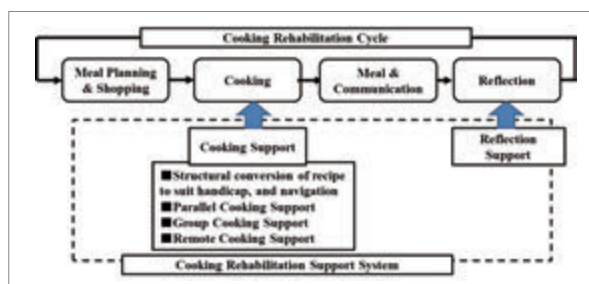 Cooking Rehabilitation Cycle
Meal Planning
& Shopping
Cooking
Meal &
Communication
Reflection
Cooking Support
Reflection
Support
■Structural conversion of recipe
to suit handicap, and navigation
■Parallel Cooking Support
■Group Cooking Support
■Remote Cooking Support
Cooking Rehabilitation Support System